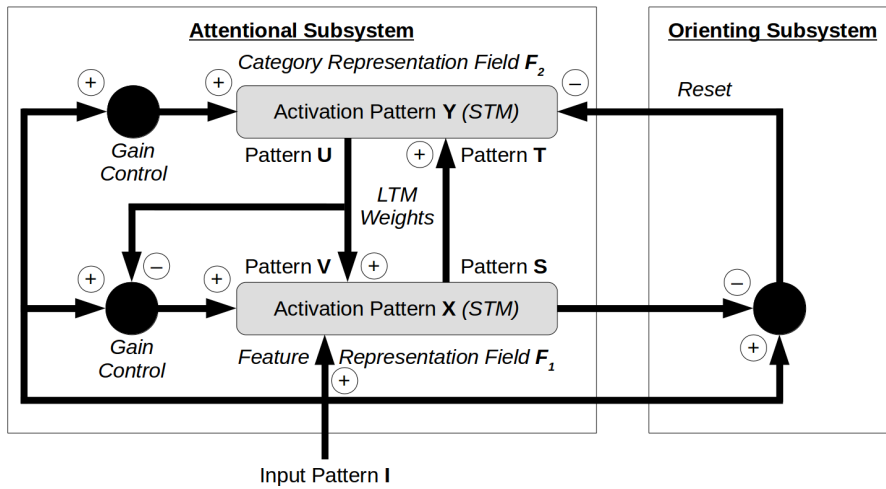 Attentional Subsystem
Orienting Subsystem
Category Representation Field F2
+
+
−
Reset
Activation Pattern Y (STM)
Gain
Control
Pattern U
+
Pattern T
LTM
Weights
+
−
+
Pattern V
+
Pattern S
−
Activation Pattern X (STM)
Gain
Control
Feature
Representation Field F1
+
+
Input Pattern I